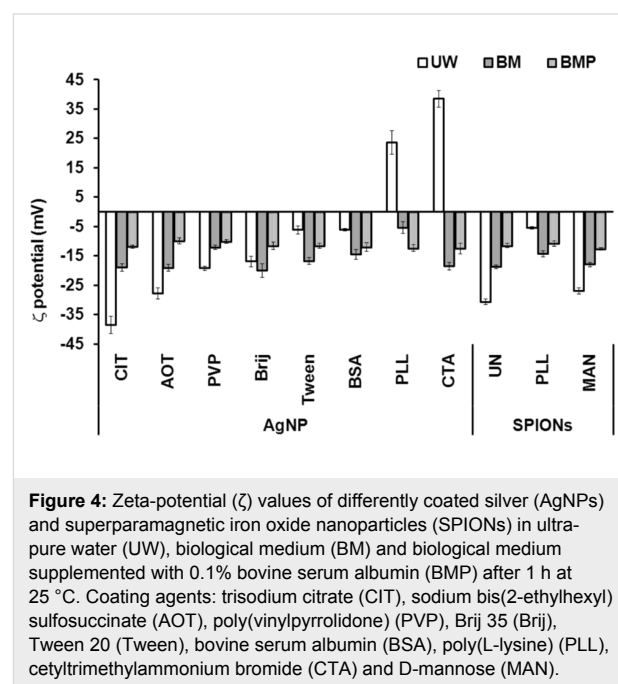 UW BM BMP
45
35
25
15
5
-5
-15
-25
-35
-45
ζ potential (mV)
CIT AOT PVP Brij Tween BSA PLL CTA UN PLL MAN
AgNP SPIONs
Figure 4: Zeta-potential (ζ) values of differently coated silver (AgNPs)
and superparamagnetic iron oxide nanoparticles (SPIONs) in ultra-
pure water (UW), biological medium (BM) and biological medium
supplemented with 0.1% bovine serum albumin (BMP) after 1 h at
25 °C. Coating agents: trisodium citrate (CIT), sodium bis(2-ethylhexyl)
sulfosuccinate (AOT), poly(vinylpyrrolidone) (PVP), Brij 35 (Brij),
Tween 20 (Tween), bovine serum albumin (BSA), poly(L-lysine) (PLL),
cetyltrimethylammonium bromide (CTA) and D-mannose (MAN).